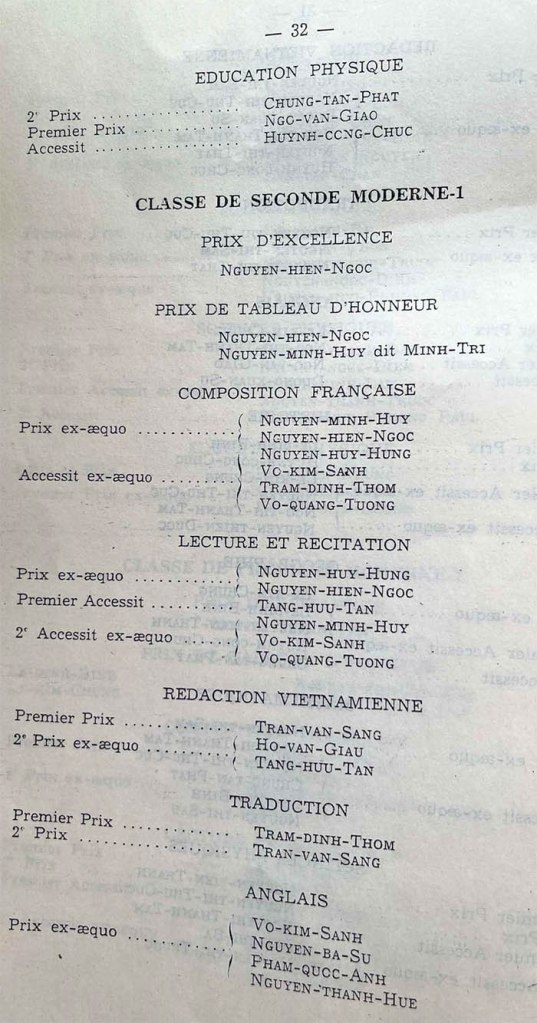 — 32 —
EDUCATION PHYSIQUE
2e Prix .................. CHUNG-TAN-PHAT
Premier Prix .............. NGO-VAN-GIAO
Accessit .................. HUYNH-CONG-CHUC
CLASSE DE SECONDE MODERNE-1
PRIX D'EXCELLENCE
NGUYEN-HIEN-NGOC
PRIX DE TABLEAU D'HONNEUR
NGUYEN-HIEN-NGOC
NGUYEN-MINH-HUY dit MINH-TRI
COMPOSITION FRANÇAISE
NGUYEN-MINH-HUY
Prix ex-æquo ............ NGUYEN-HIEN-NGOC
NGUYEN-HUY-HUNG
Accessit ex-æquo ........ VO-KIM-SANH
TRAM-DINH-THOM
VO-QUANG-TUONG
LECTURE ET RECITATION
Prix ex-æquo ............ NGUYEN-HUY-HUNG
NGUYEN-HIEN-NGOC
Premier Accessit ........ TANG-HUU-TAN
NGUYEN-MINH-HUY
2e Accessit ex-æquo ..... VO-KIM-SANH
VO-QUANG-TUONG
REDACTION VIETNAMIENNE
Premier Prix ............ TRAN-VAN-SANG
2e Prix ex-æquo ......... HO-VAN-GIAU
TANG-HUU-TAN
TRADUCTION
Premier Prix ............ TRAM-DINH-THOM
2e Prix ................. TRAN-VAN-SANG
ANGLAIS
VO-KIM-SANH
Prix ex-æquo ............ NGUYEN-BA-SU
PHAM-QUOC-ANH
NGUYEN-THANH-HUE